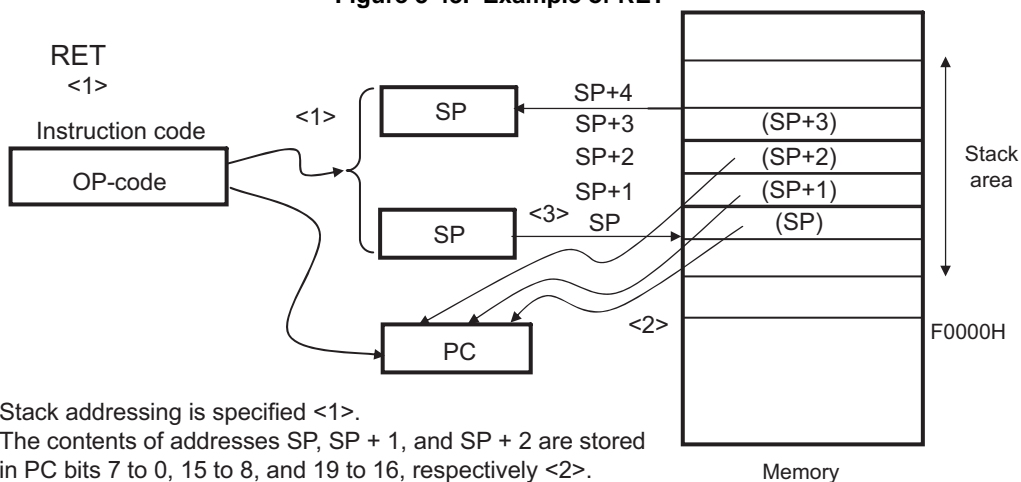 Figure 3-43. Example of RET
RET
<1>
Instruction code
OP-code
<1>
SP
SP+4
SP+3
SP+2
SP+1
<3>
SP
SP
(SP+3)
(SP+2)
(SP+1)
(SP)
Stack
area
<2>
PC
F0000H
Stack addressing is specified <1>.
The contents of addresses SP, SP + 1, and SP + 2 are stored
in PC bits 7 to 0, 15 to 8, and 19 to 16, respectively <2>.
Memory